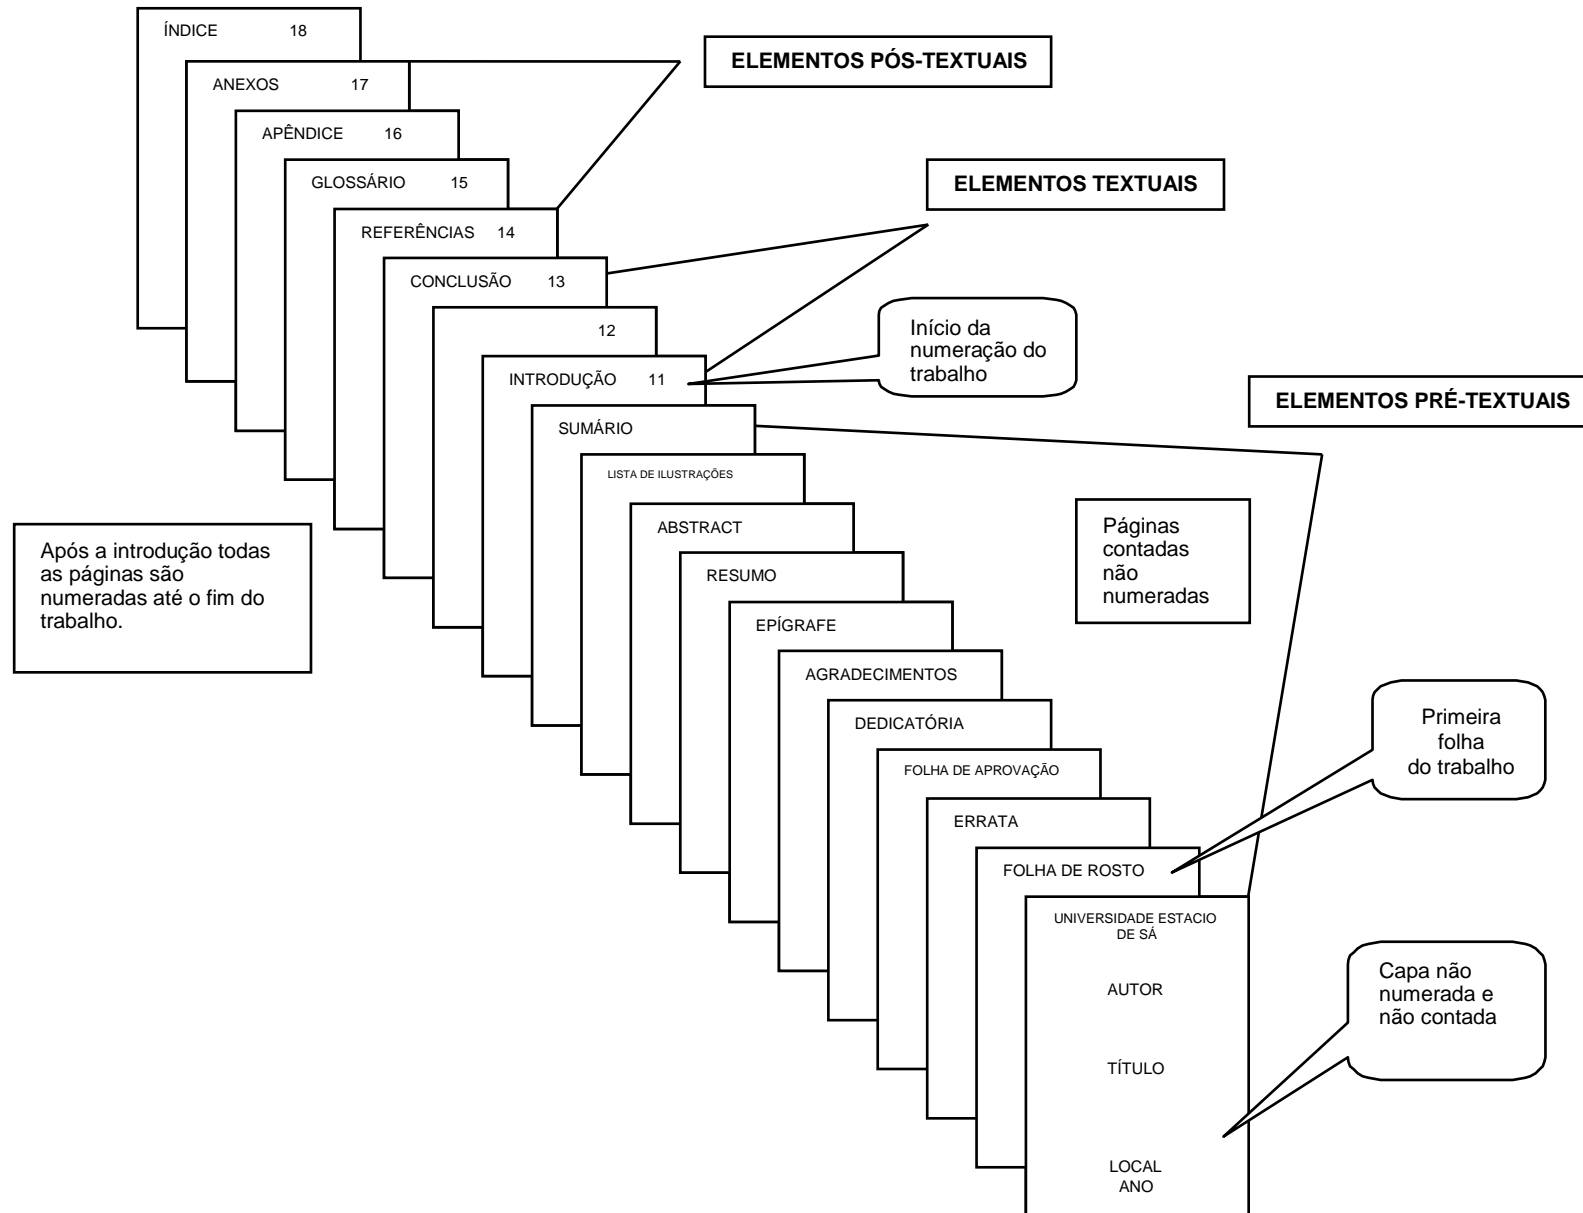 ÍNDICE 18
ELEMENTOS PÓS-TEXTUAIS
ANEXOS 17
APÊNDICE 16
GLOSSÁRIO 15
ELEMENTOS TEXTUAIS
REFERÊNCIAS 14
CONCLUSÃO 13
12
Início da
numeração do
trabalho
INTRODUÇÃO 11
ELEMENTOS PRÉ-TEXTUAIS
SUMÁRIO
LISTA DE ILUSTRAÇÕES
ABSTRACT
Páginas
contadas
não
numeradas
Após a introdução todas
as páginas são
numeradas até o fim do
trabalho.
RESUMO
EPÍGRAFE
AGRADECIMENTOS
DEDICATÓRIA
Primeira
folha
do trabalho
FOLHA DE APROVAÇÃO
ERRATA
FOLHA DE ROSTO
UNIVERSIDADE ESTACIO
DE SÁ
AUTOR
TÍTULO
LOCAL
ANO
Capa não
numerada e
não contada